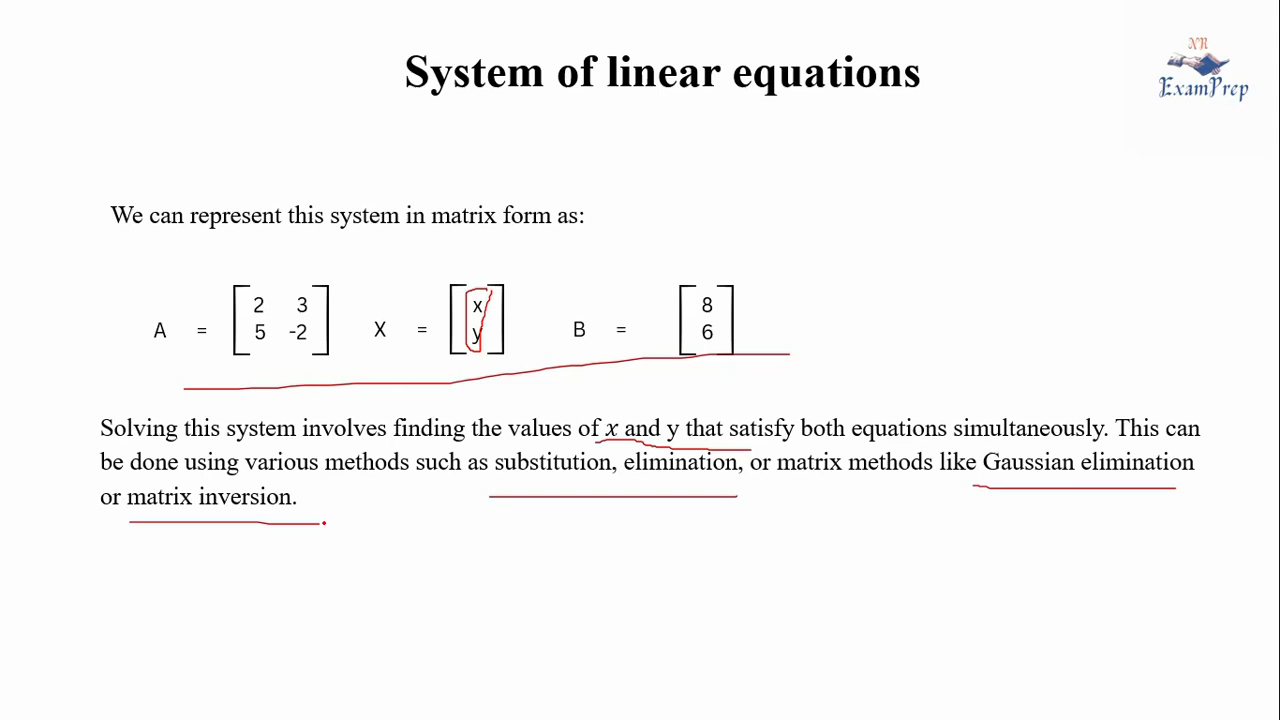 System of linear equations
NR
ExamPrep
We can represent this system in matrix form as:
A = [2 3
5 -2] X = [x
y] B = [8
6]
Solving this system involves finding the values of x and y that satisfy both equations simultaneously. This can
be done using various methods such as substitution, elimination, or matrix methods like Gaussian elimination
or matrix inversion.